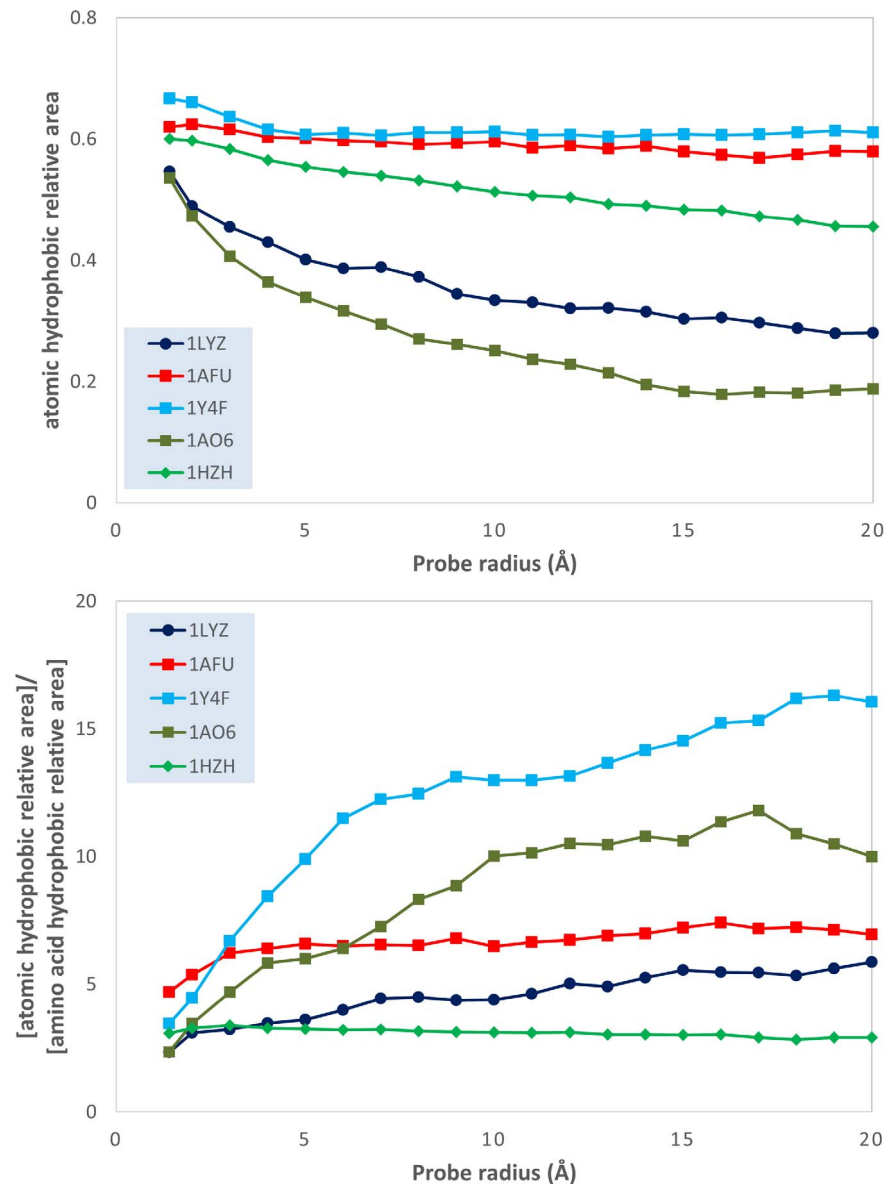 atomic hydrophobic relative area
0.8
0.6
0.4
0.2
0
1LYZ
1AFU
1Y4F
1AO6
1HZH
0
5
10
15
20
Probe radius (Å)
[atomic hydrophobic relative area]/
[amino acid hydrophobic relative area]
20
15
10
5
0
1LYZ
1AFU
1Y4F
1AO6
1HZH
0
5
10
15
20
Probe radius (Å)